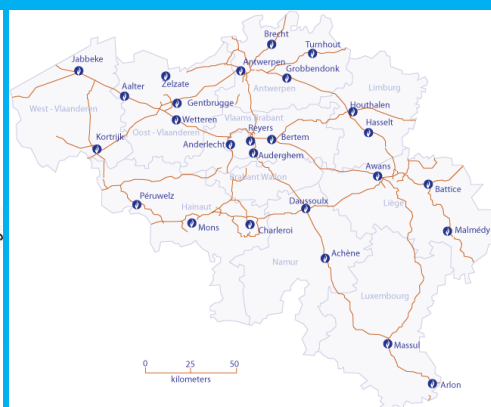 Brecht
Turnhout
Jabbeke
Antwerpen
Zelzate
Grobbendonk
Aalter
Antwerpen
Limburg
Gentbrugge
Houthalen
West - Vlaanderen
Wetteren
Vlaams Brabant
Hasselt
Oost - Vlaanderen
Reyers
Kortrijk
Bertem
Anderlecht
Auderghem
Awans
Brabant Wallon
Battice
Péruwelz
Hainaut
Daussoulx
Liège
Mons
Charleroi
Malmédy
Achène
Namur
Luxembourg
Massul
0 25 50
kilometers
Arlon